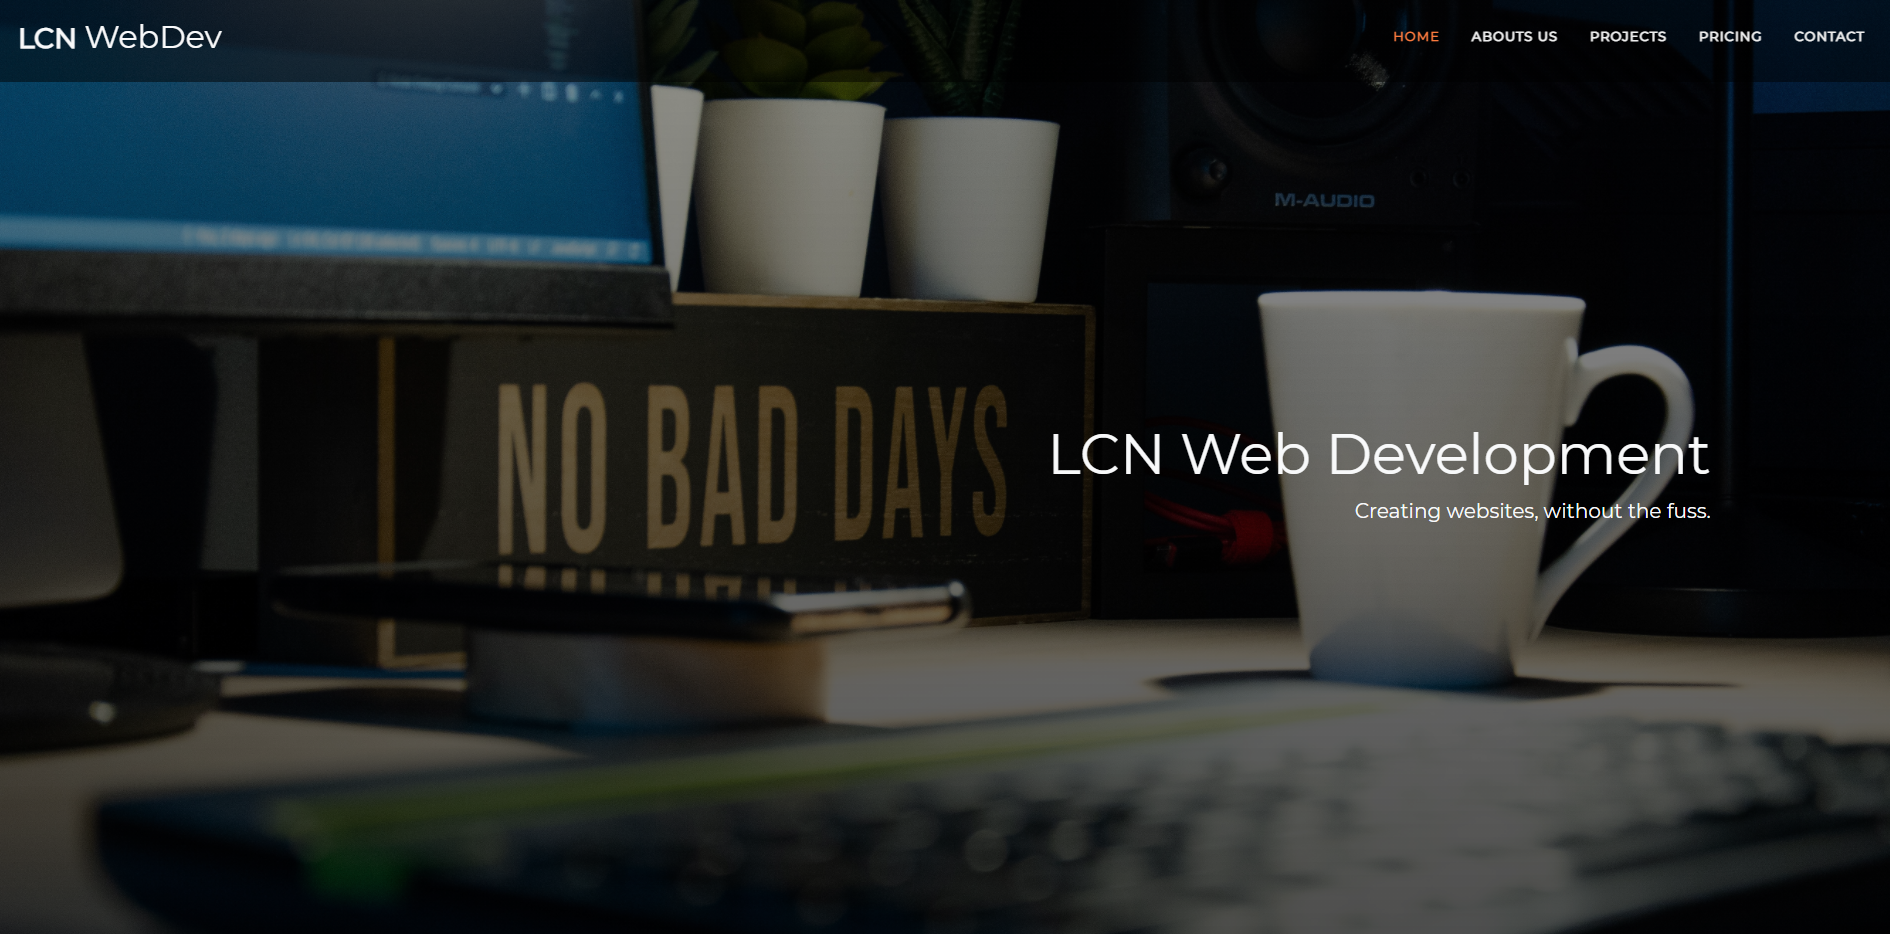 LCN WebDev
HOME
ABOUTS US
PROJECTS
PRICING
CONTACT
M-AUDIO
NO BAD DAYS
LCN Web Development
Creating websites, without the fuss.